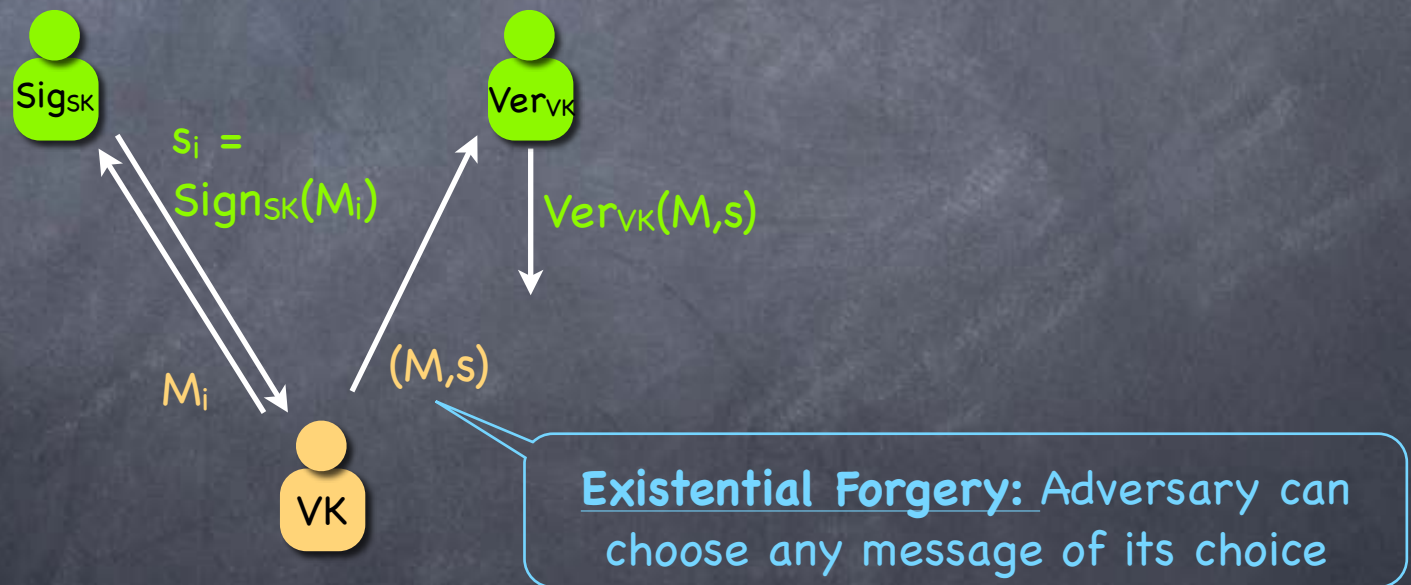 SigSK
VerVK
si =
SignSK(Mi)
VerVK(M,s)
Mi
(M,s)
VK
Existential Forgery: Adversary can
choose any message of its choice